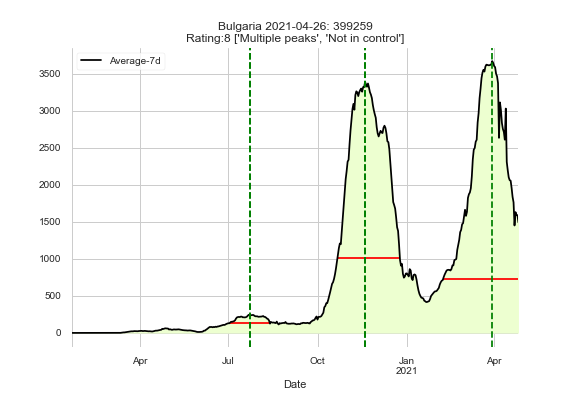 Bulgaria 2021-04-26: 399259
Rating:8 ['Multiple peaks', 'Not in control']
Average-7d
3500
3000
2500
2000
1500
1000
500
0
Apr Jul Oct Jan Apr
2021
Date